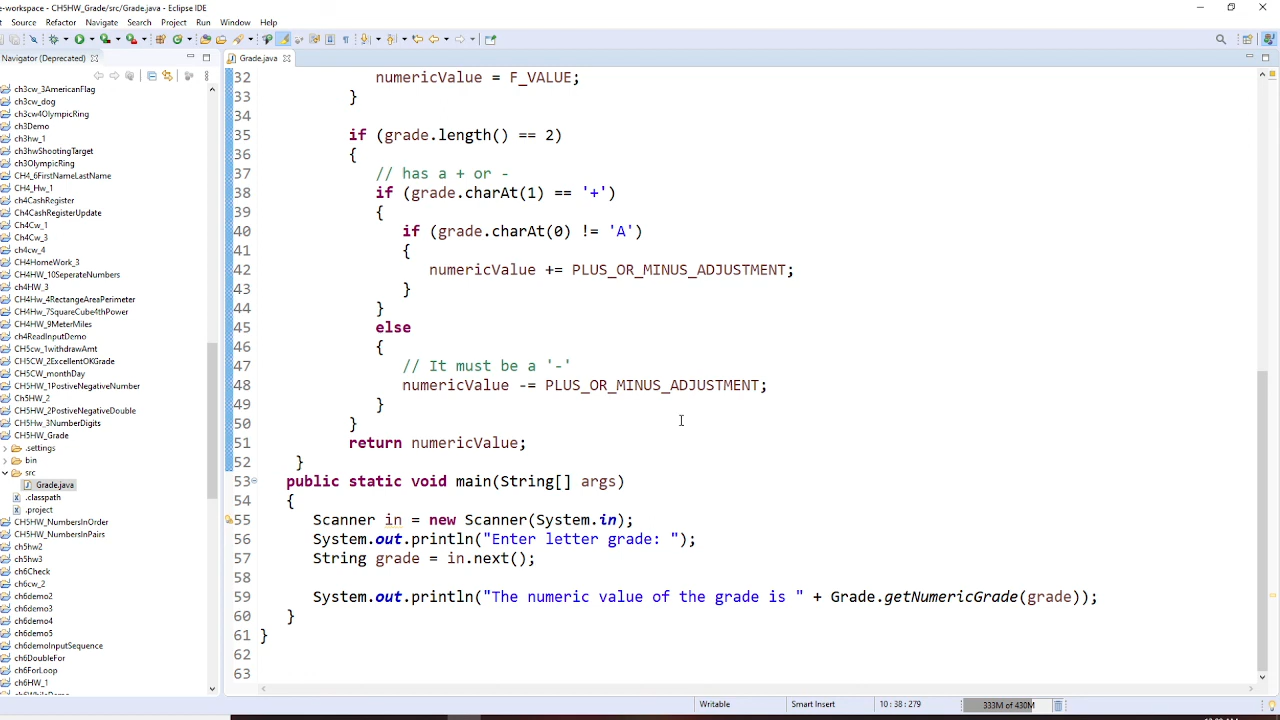 e-workspace - CH5HW_Grade/src/Grade.java - Eclipse IDE
Source Refactor Navigate Search Project Run Window Help
Navigator (Deprecated)
Grade.java
ch3cw_3AmericanFlag
ch3cw_dog
ch3cw4OlympicRing
ch3Demo
ch3hw_1
ch3hwShootingTarget
ch3OlympicRing
CH4_6FirstNameLastName
CH4_Hw_1
ch4CashRegister
Ch4CashRegisterUpdate
Ch4Cw_1
Ch4Cw_3
ch4cw_4
CH4HomeWork_3
CH4HW_10SeperateNumbers
ch4HW_3
CH4Hw_4RectangeAreaPerimeter
CH4Hw_7SquareCube4thPower
CH4HW_9MeterMiles
ch4ReadInputDemo
CH5cw_1withdrawAmt
CH5CW_2ExcellentOKGrade
CH5CW_monthDay
CH5HW_1PostiveNegativeNumber
Ch5HW_2
CH5HW_2PostiveNegativeDouble
CH5Hw_3NumberDigits
CH5HW_Grade
.settings
bin
src
Grade.java
.classpath
.project
CH5HW_NumbersInOrder
CH5HW_NumbersInPairs
ch5hw2
ch5hw3
ch6Check
ch6cw_2
ch6demo2
ch6demo3
ch6demo4
ch6demo5
ch6demoInputSequence
ch6DoubleFor
ch6ForLoop
ch6HW_1
32 numericValue = F_VALUE;
33 }
34
35 if (grade.length() == 2)
36 {
37 // has a + or -
38 if (grade.charAt(1) == '+')
39 {
40 if (grade.charAt(0) != 'A')
41 {
42 numericValue += PLUS_OR_MINUS_ADJUSTMENT;
43 }
44 }
45 else
46 {
47 // It must be a '-'
48 numericValue -= PLUS_OR_MINUS_ADJUSTMENT;
49 }
50 }
51 return numericValue;
52 }
53 public static void main(String[] args)
54 {
55 Scanner in = new Scanner(System.in);
56 System.out.println("Enter letter grade: ");
57 String grade = in.next();
58
59 System.out.println("The numeric value of the grade is " + Grade.getNumericGrade(grade));
60 }
61 }
62
63
Writable Smart Insert 10 : 38 : 279 333M of 430M